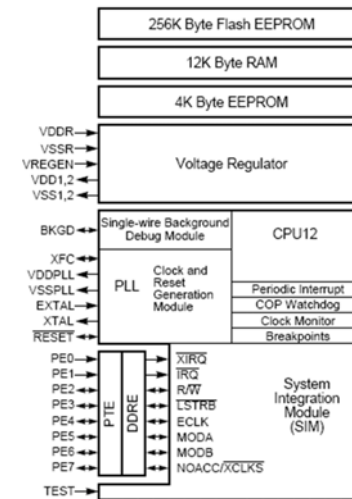 256K Byte Flash EEPROM
12K Byte RAM
4K Byte EEPROM
VDDR
VSSR
VREGEN
VDD1,2
VSS1,2
Voltage Regulator
BKGD
Single-wire Background
Debug Module
CPU12
XFC
VDDPLL
VSSPLL
EXTAL
XTAL
RESET
PLL
Clock and
Reset
Generation
Module
Periodic Interrupt
COP Watchdog
Clock Monitor
Breakpoints
PE0
PE1
PE2
PE3
PE4
PE5
PE6
PE7
PTE
DDRE
XIRQ
IRQ
R/W
LSTRB
ECLK
MODA
MODB
NOACC/XCLKS
System
Integration
Module
(SIM)
TEST